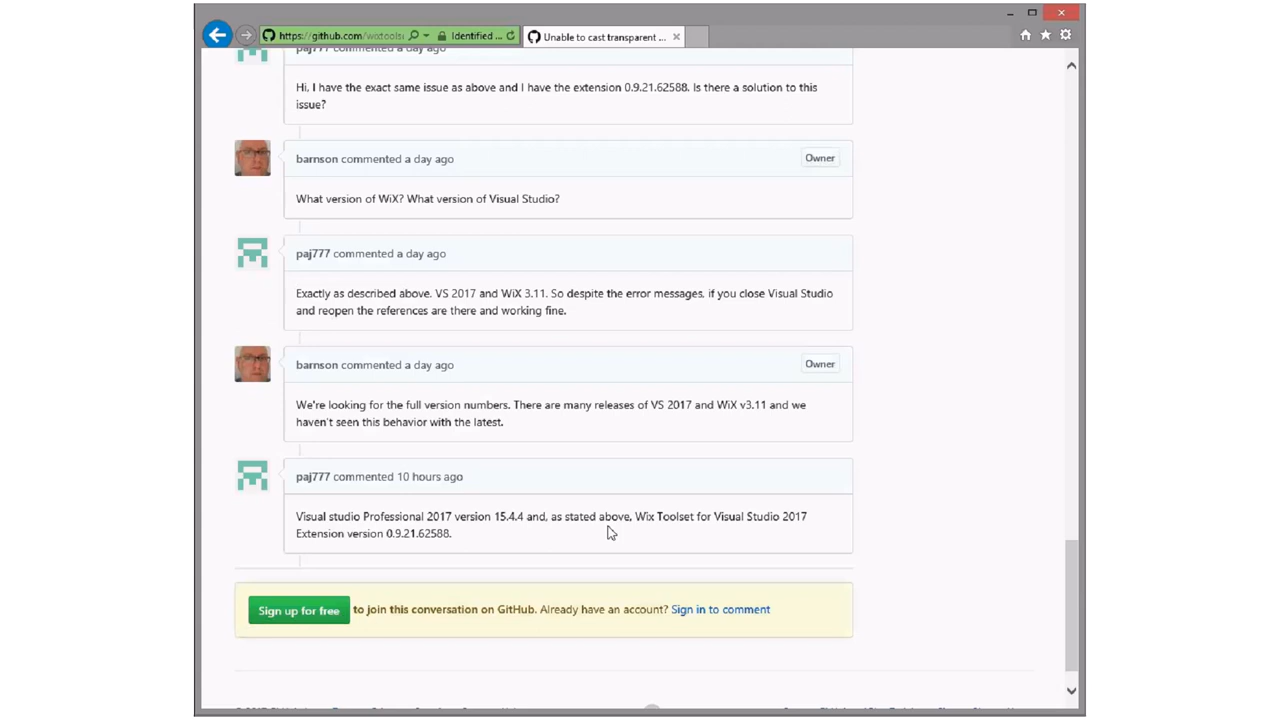 https://github.com/wixtools
Identified ...
Unable to cast transparent ...
paj777 commented a day ago
Hi, I have the exact same issue as above and I have the extension 0.9.21.62588. Is there a solution to this
issue?
barnson commented a day ago
Owner
What version of WiX? What version of Visual Studio?
paj777 commented a day ago
Exactly as described above. VS 2017 and WiX 3.11. So despite the error messages, if you close Visual Studio
and reopen the references are there and working fine.
barnson commented a day ago
Owner
We're looking for the full version numbers. There are many releases of VS 2017 and WiX v3.11 and we
haven't seen this behavior with the latest.
paj777 commented 10 hours ago
Visual studio Professional 2017 version 15.4.4 and, as stated above, Wix Toolset for Visual Studio 2017
Extension version 0.9.21.62588.
Sign up for free to join this conversation on GitHub. Already have an account? Sign in to comment